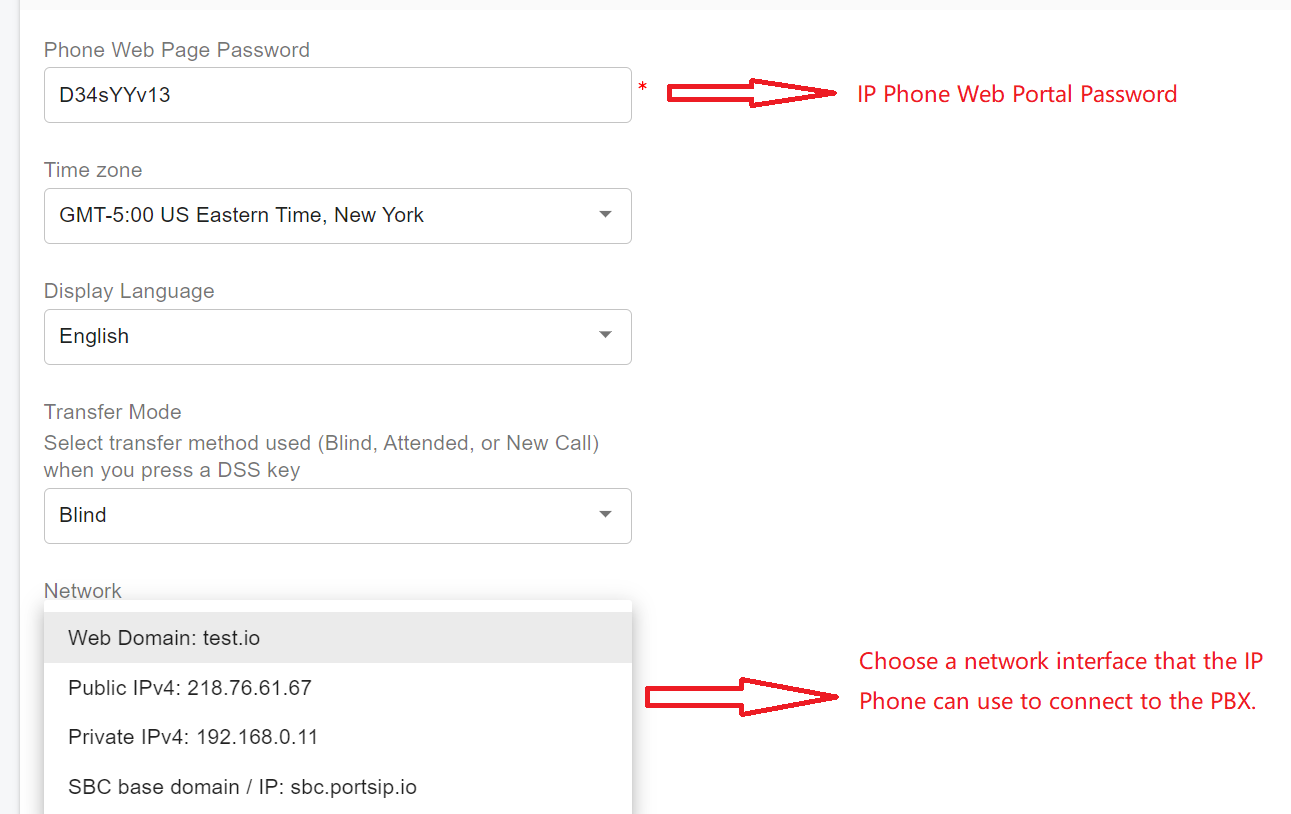 Phone Web Page Password
D34sYYv13
*
IP Phone Web Portal Password
Time zone
GMT-5:00 US Eastern Time, New York
Display Language
English
Transfer Mode
Select transfer method used (Blind, Attended, or New Call)
when you press a DSS key
Blind
Network
Web Domain: test.io
Public IPv4: 218.76.61.67
Private IPv4: 192.168.0.11
SBC base domain / IP: sbc.portsip.io
Choose a network interface that the IP
Phone can use to connect to the PBX.